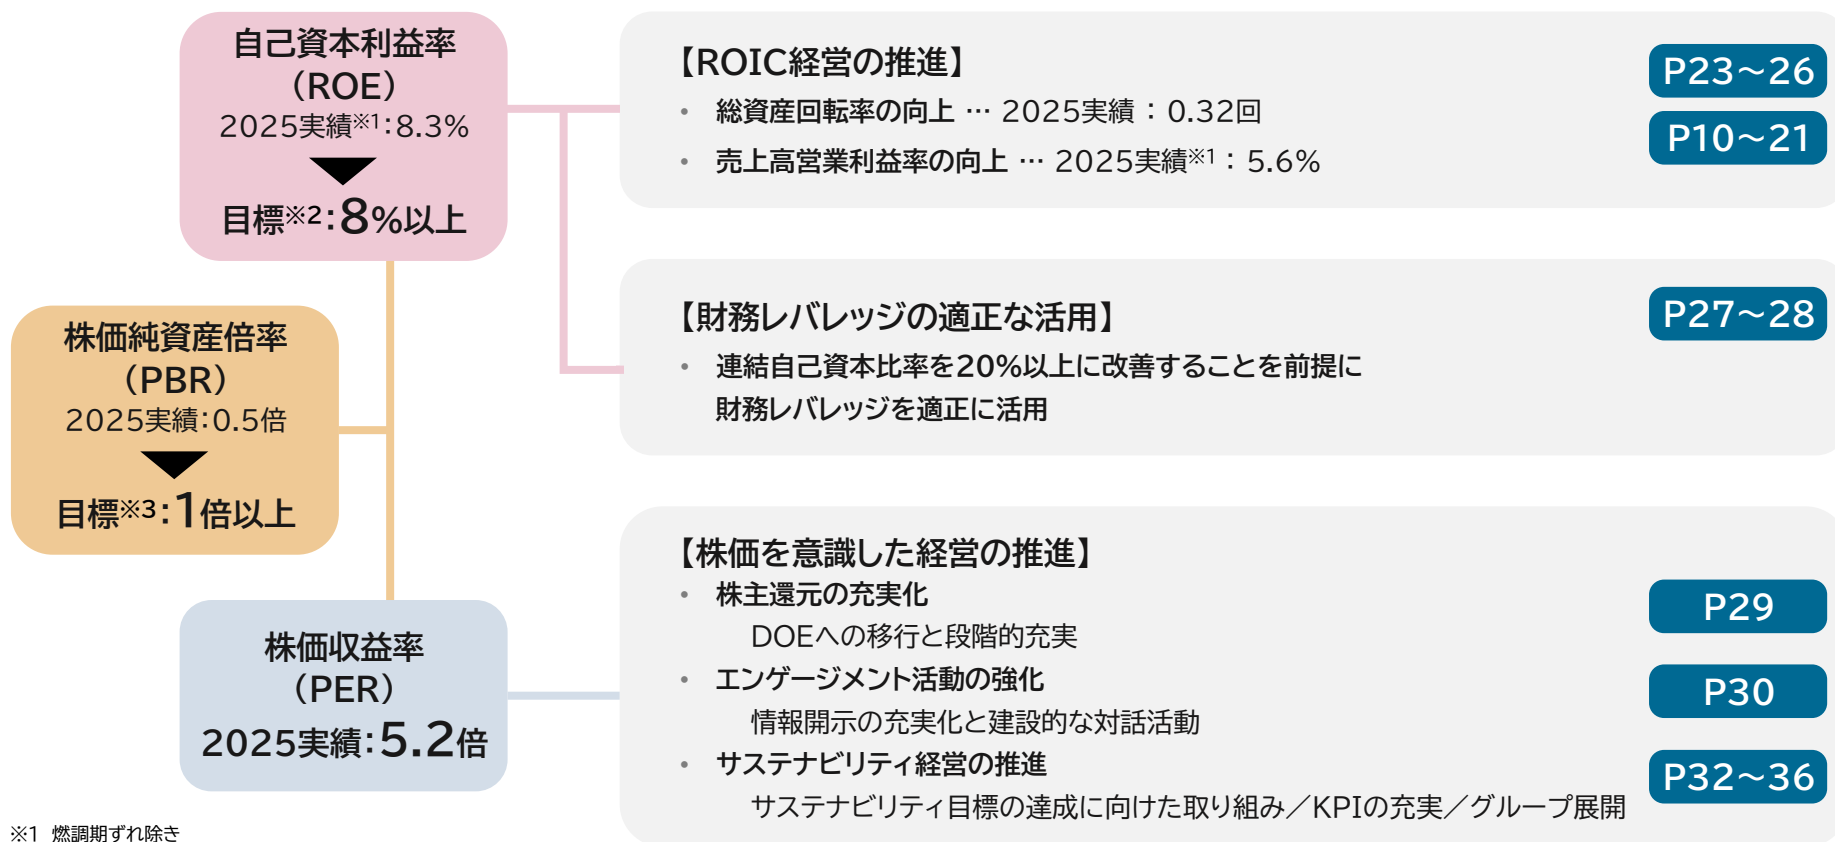 自己資本利益率
（ROE）
2025実績※1：8.3%
目標※2：8%以上
株価純資産倍率
（PBR）
2025実績：0.5倍
目標※3：1倍以上
株価収益率
（PER）
2025実績：5.2倍
【ROIC経営の推進】
• 総資産回転率の向上 … 2025実績 ： 0.32回
• 売上高営業利益率の向上 … 2025実績※1 ： 5.6%
P23～26
P10～21
【財務レバレッジの適正な活用】
• 連結自己資本比率を20%以上に改善することを前提に
財務レバレッジを適正に活用
P27～28
【株価を意識した経営の推進】
• 株主還元の充実化
DOEへの移行と段階的充実
P29
• エンゲージメント活動の強化
情報開示の充実化と建設的な対話活動
P30
• サステナビリティ経営の推進
サステナビリティ目標の達成に向けた取り組み／KPIの充実／グループ展開
P32～36
※1 燃調期ずれ除き